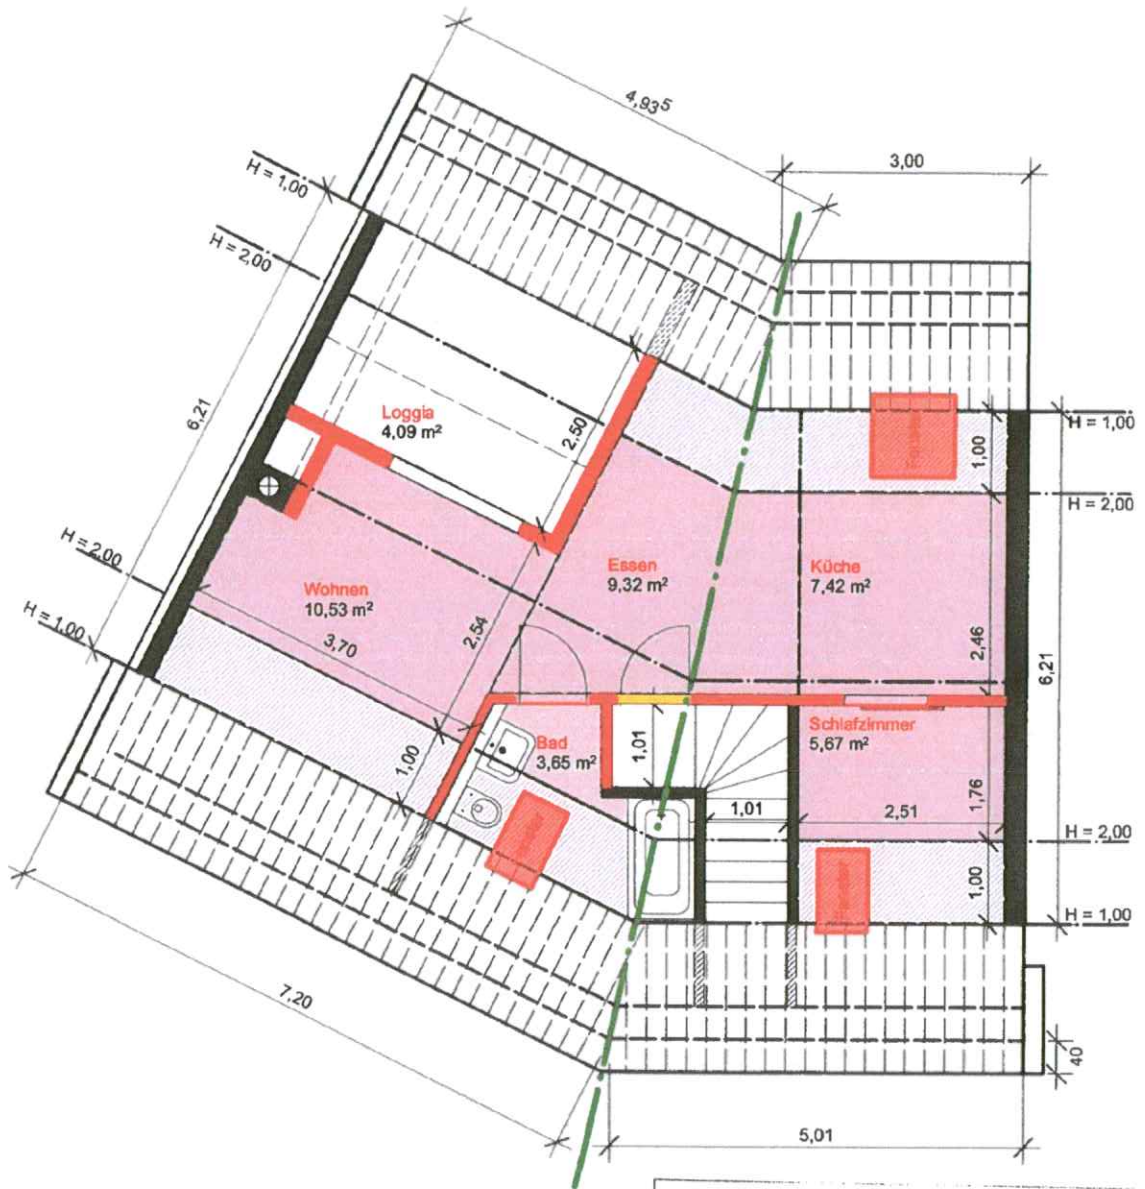 4,93⁵
3,00
H = 1,00
H = 2,00
6,21
Loggia
4,09 m²
2,50
1,00
H = 1,00
H = 2,00
Essen
9,32 m²
Küche
7,42 m²
H = 2,00
H = 1,00
Wohnen
10,53 m²
3,70
2,54
2,46
6,21
Schlafzimmer
5,67 m²
Bad
3,65 m²
1,01
1,00
1,01
2,51
1,76
H = 2,00
1,00
H = 1,00
7,20
40
5,01